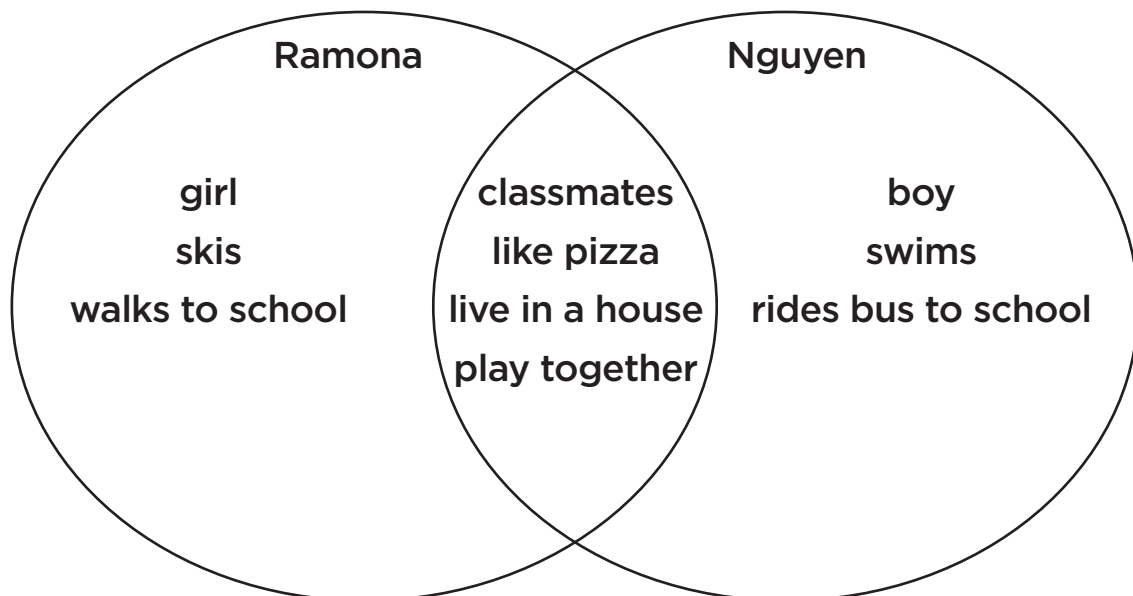 Ramona
Nguyen
girl
skis
walks to school
classmates
like pizza
live in a house
play together
boy
swims
rides bus to school